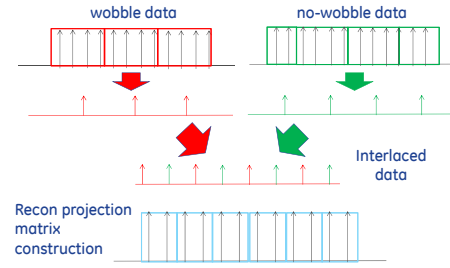 wobble data
no-wobble data
Interlaced
data
Recon projection
matrix
construction